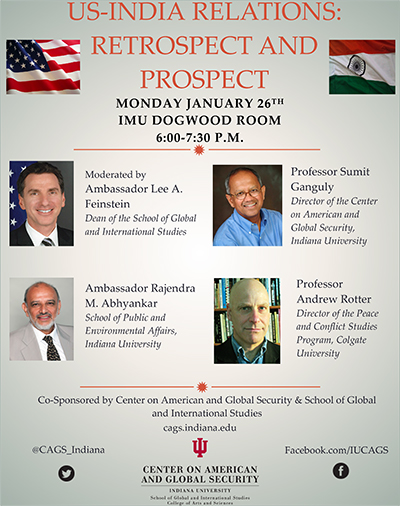 US-INDIA RELATIONS:
RETROSPECT AND
PROSPECT
MONDAY JANUARY 26TH
IMU DOGWOOD ROOM
6:00-7:30 P.M.
Moderated by
Ambassador Lee A.
Feinstein
Dean of the School of Global
and International Studies
Professor Sumit
Ganguly
Director of the Center
on American and
Global Security,
Indiana University
Ambassador Rajendra
M. Abhyankar
School of Public and
Environmental Affairs,
Indiana University
Professor
Andrew Rotter
Director of the Peace
and Conflict Studies
Program, Colgate
University
Co-Sponsored by Center on American and Global Security & School of Global
and International Studies
cags.indiana.edu
@CAGS_Indiana
Facebook.com/IUCAGS
CENTER ON AMERICAN
AND GLOBAL SECURITY
INDIANA UNIVERSITY
School of Global and International Studies
College of Arts and Sciences